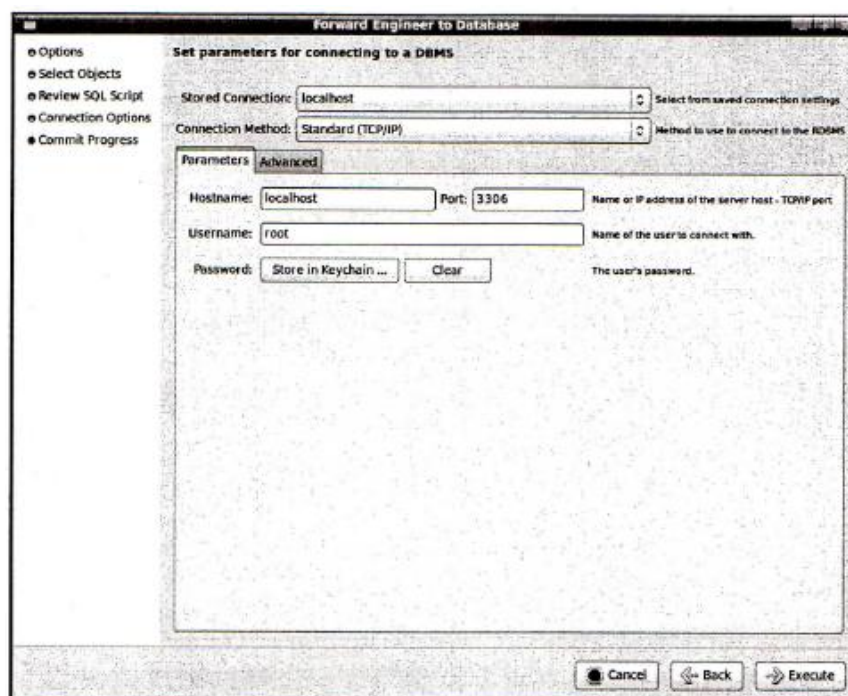 Forward Engineer to Database
Options
Select Objects
Review SQL Script
Connection Options
Commit Progress
Set parameters for connecting to a DBMS
Stored Connection: localhost Select from saved connection settings
Connection Method: Standard (TCP/IP) Method to use to connect to the RDBMS
Parameters Advanced
Hostname: localhost Port: 3306 Name or IP address of the server host - TCP/IP port
Username: root Name of the user to connect with.
Password: Store in Keychain ... Clear The user's password.
Cancel Back Execute